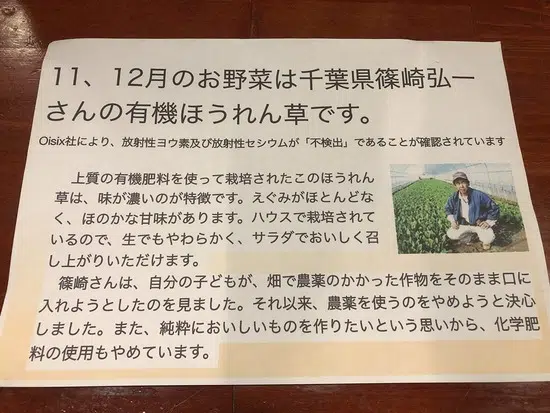 11、12月のお野菜は千葉県篠崎弘一
さんの有機ほうれん草です。
Oisix社により、放射性ヨウ素及び放射性セシウムが「不検出」であることが確認されています
上質の有機肥料を使って栽培されたこのほうれん
草は、味が濃いのが特徴です。えぐみがほとんどな
く、ほのかな甘味があります。ハウスで栽培されて
いるので、生でもやわらかく、サラダでおいしく召
し上がりいただけます。
篠崎さんは、自分の子どもが、畑で農薬のかかった作物をそのまま口に
入れようとしたのを見ました。それ以来、農薬を使うのをやめようと決心
しました。また、純粋においしいものを作りたいという思いから、化学肥
料の使用もやめています。